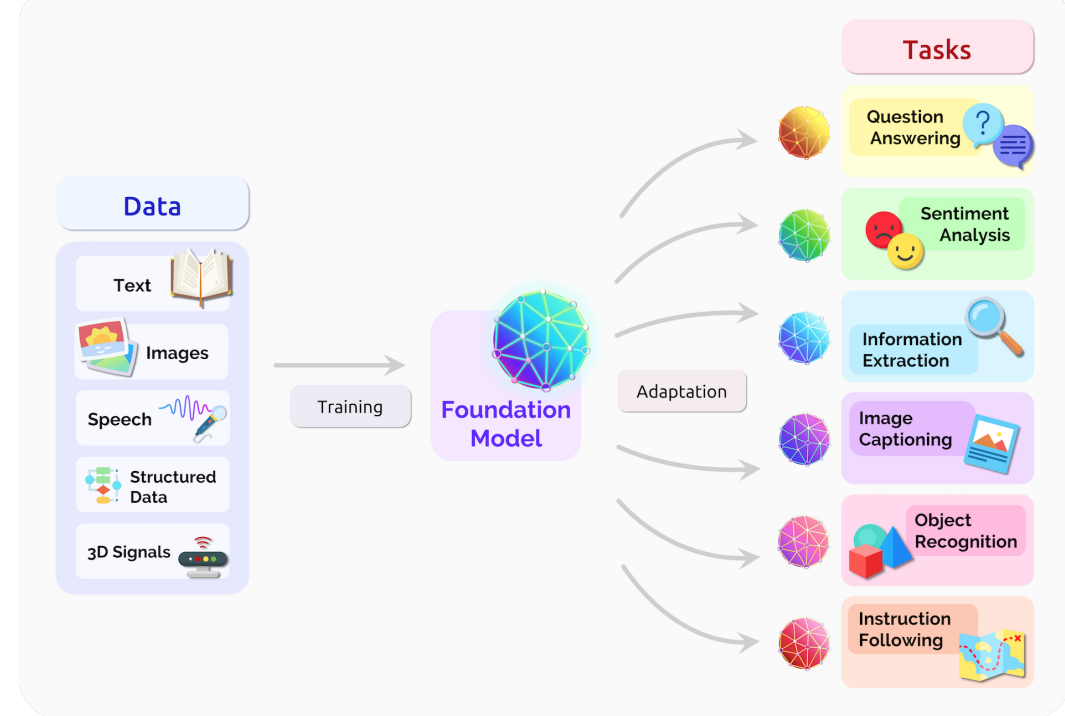 Data
Text
Images
Speech
Structured
Data
3D Signals
Training
Foundation
Model
Adaptation
Tasks
Question
Answering
Sentiment
Analysis
Information
Extraction
Image
Captioning
Object
Recognition
Instruction
Following